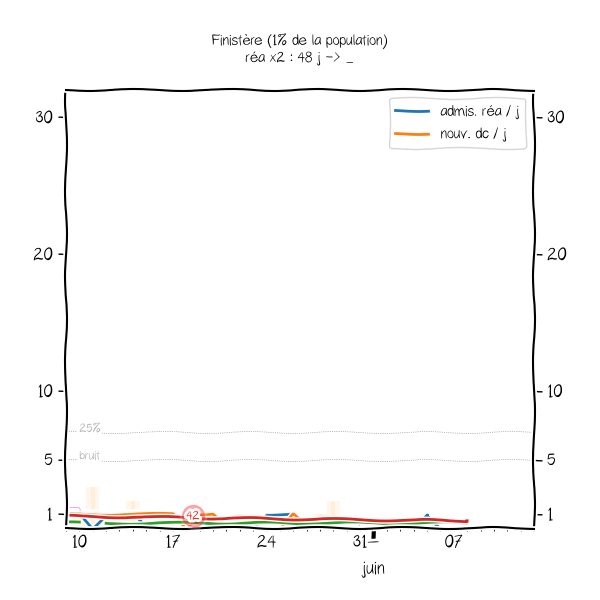 Finistère (1% de la population)
réa x2 : 48 j -> _
admis. réa / j
nouv. dc / j
30
30
20
20
10
10
25%
5
bruit
5
1
42
1
10
17
24
31
07
juin